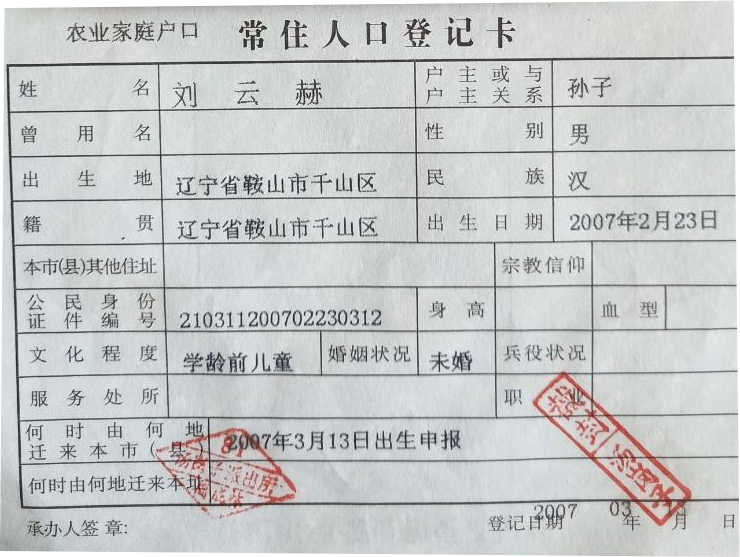 农业家庭户口 常住人口登记卡
姓名 刘云赫 户主或与户主关系 孙子
曾用名 性别 男
出生地 辽宁省鞍山市千山区 民族 汉
籍贯 辽宁省鞍山市千山区 出生日期 2007年2月23日
本市(县)其他住址 宗教信仰
公民身份证件编号 210311200702230312 身高 血型
文化程度 学龄前儿童 婚姻状况 未婚 兵役状况
服务处所 职业
何时由何地迁来本市(县) 2007年3月13日出生申报
何时由何地迁来本址
承办人签章: 登记日期 2007年03月 日